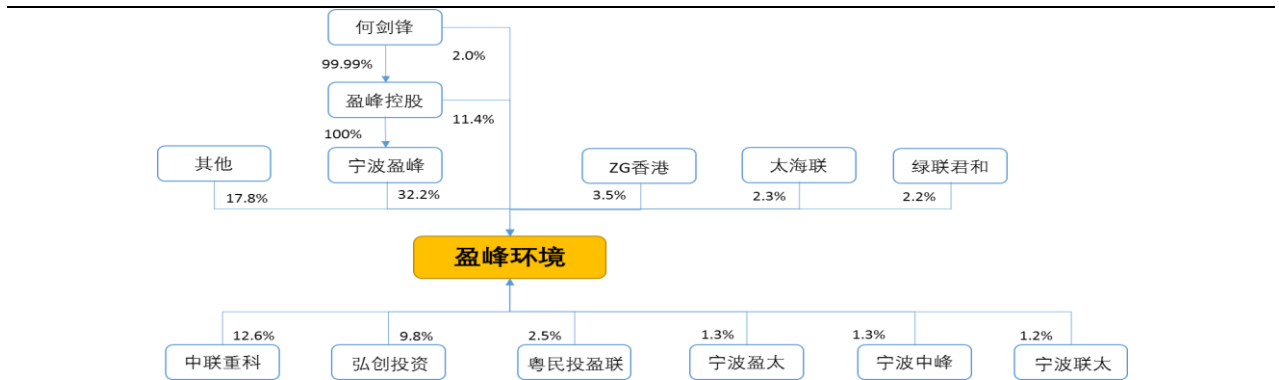 何剑锋
99.99%
2.0%
盈峰控股
11.4%
100%
其他
宁波盈峰
ZG香港
太海联
绿联君和
17.8%
32.2%
3.5%
2.3%
2.2%
盈峰环境
12.6%
9.8%
2.5%
1.3%
1.3%
1.2%
中联重科
弘创投资
粤民投盈联
宁波盈太
宁波中峰
宁波联太